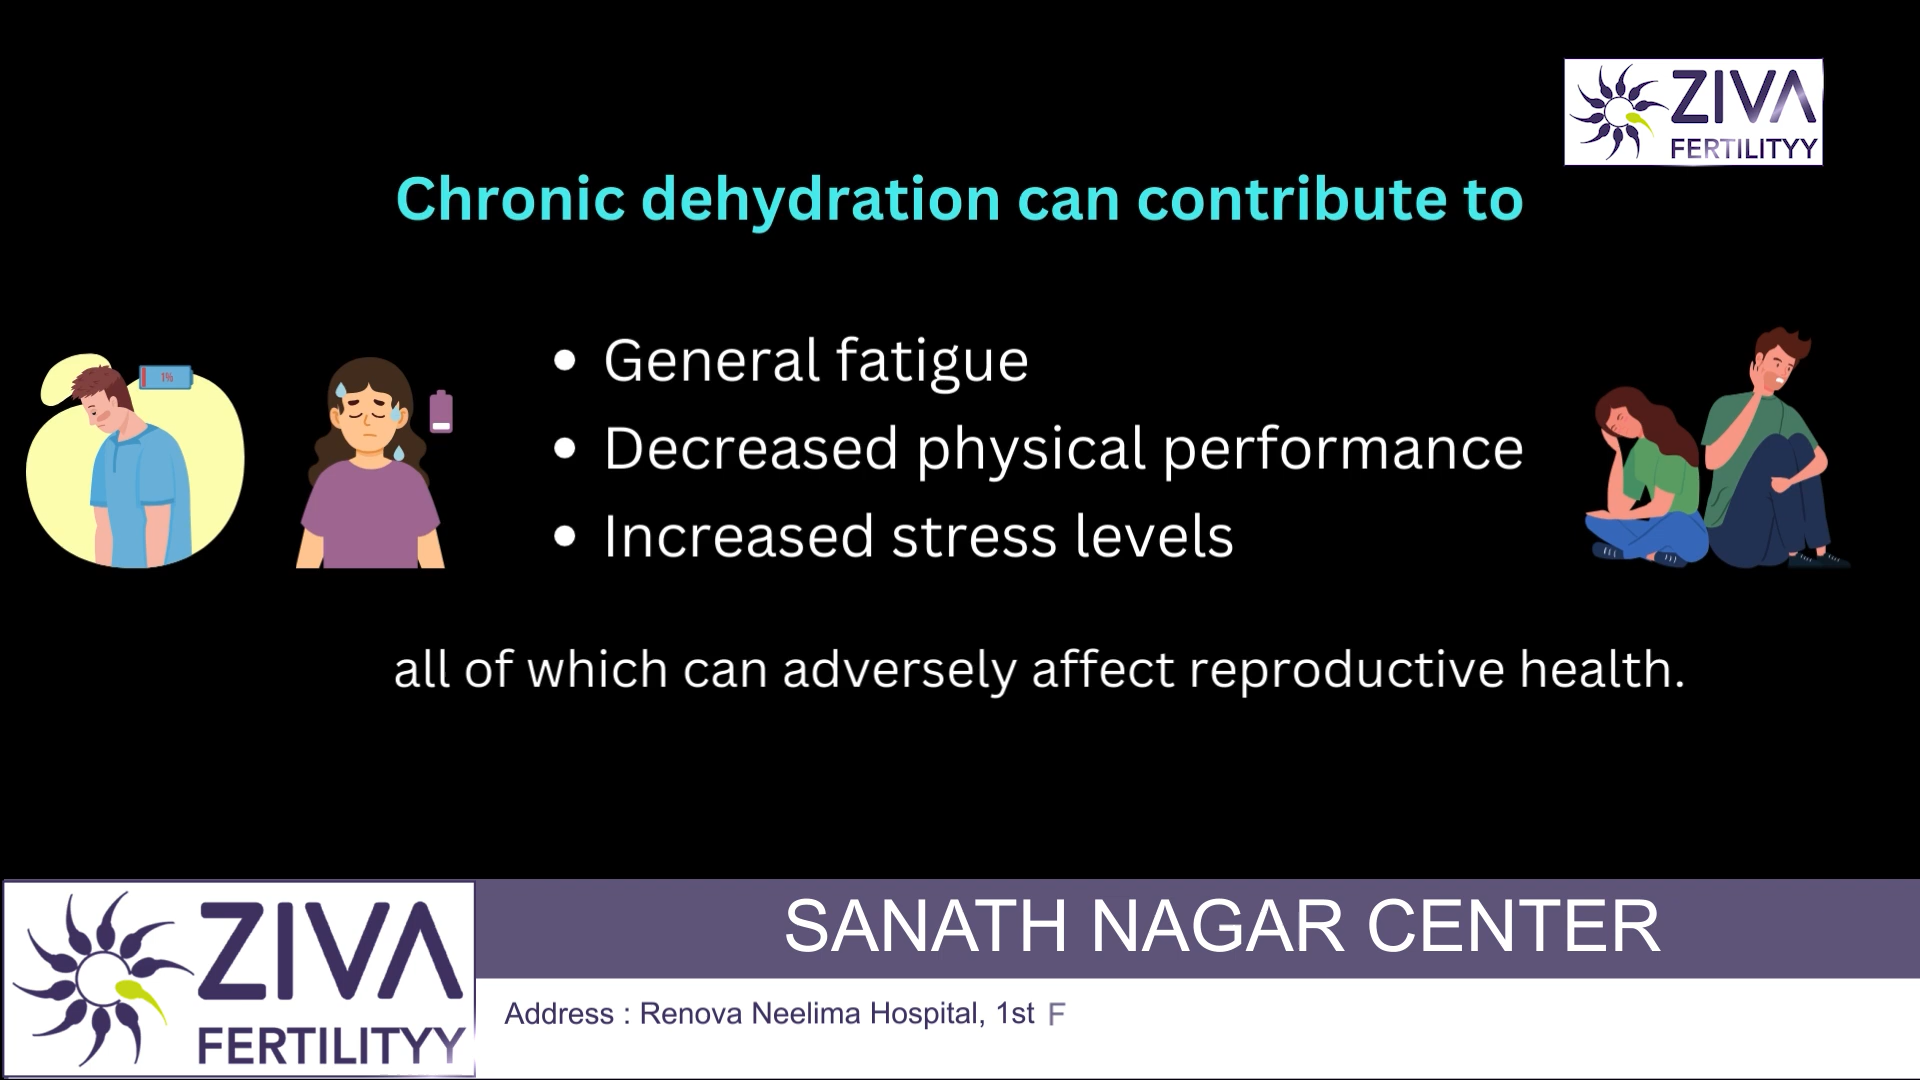 ZIVA
FERTILITYY
Chronic dehydration can contribute to
1%
• General fatigue
• Decreased physical performance
• Increased stress levels
all of which can adversely affect reproductive health.
ZIVA
FERTILITYY
SANATH NAGAR CENTER
Address : Renova Neelima Hospital, 1st F